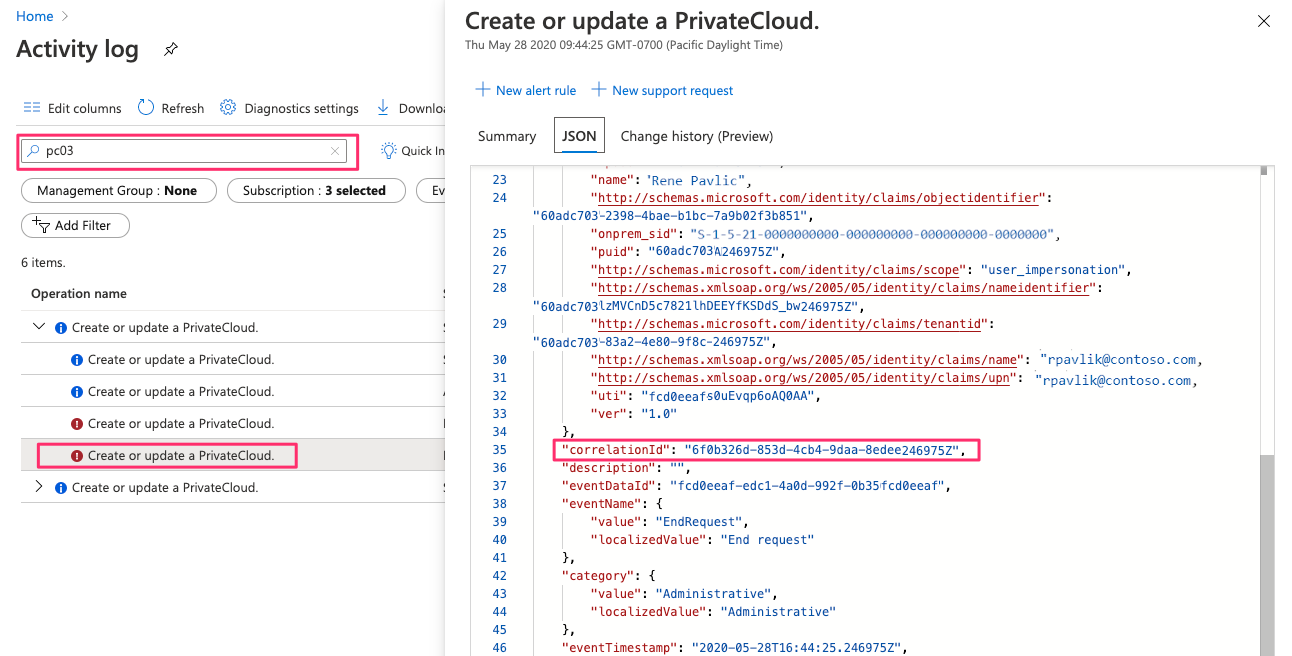 Home
Activity log
Edit columns Refresh Diagnostics settings Downloa
pc03
Quick In
Management Group : None Subscription : 3 selected Ev
Add Filter
6 items.
Operation name
Create or update a PrivateCloud.
Create or update a PrivateCloud.
Create or update a PrivateCloud.
Create or update a PrivateCloud.
Create or update a PrivateCloud.
Create or update a PrivateCloud.
Create or update a PrivateCloud.
Thu May 28 2020 09:44:25 GMT-0700 (Pacific Daylight Time)
New alert rule New support request
Summary JSON Change history (Preview)
23 "name": "Rene Pavlic",
24 "http://schemas.microsoft.com/identity/claims/objectidentifier":
"60adc703-2398-4bae-b1bc-7a9b02f3b851",
25 "onprem_sid": "S-1-5-21-0000000000-000000000-000000000-0000000",
26 "puid": "60adc703A246975Z",
27 "http://schemas.microsoft.com/identity/claims/scope": "user_impersonation",
28 "http://schemas.xmlsoap.org/ws/2005/05/identity/claims/nameidentifier":
"60adc703lzMVCnD5c7821lhDEEYfKSDdS_bw246975Z",
29 "http://schemas.microsoft.com/identity/claims/tenantid":
"60adc703-83a2-4e80-9f8c-246975Z",
30 "http://schemas.xmlsoap.org/ws/2005/05/identity/claims/name": "rpavlik@contoso.com,
31 "http://schemas.xmlsoap.org/ws/2005/05/identity/claims/upn": "rpavlik@contoso.com,
32 "uti": "fcd0eeafs0uEvqp6oAQ0AA",
33 "ver": "1.0"
34 },
35 "correlationId": "6f0b326d-853d-4cb4-9daa-8edee246975Z",
36 "description": "",
37 "eventDataId": "fcd0eeaf-edc1-4a0d-992f-0b35fcd0eeaf",
38 "eventName": {
39 "value": "EndRequest",
40 "localizedValue": "End request"
41 },
42 "category": {
43 "value": "Administrative",
44 "localizedValue": "Administrative"
45 },
46 "eventTimestamp": "2020-05-28T16:44:25.246975Z",